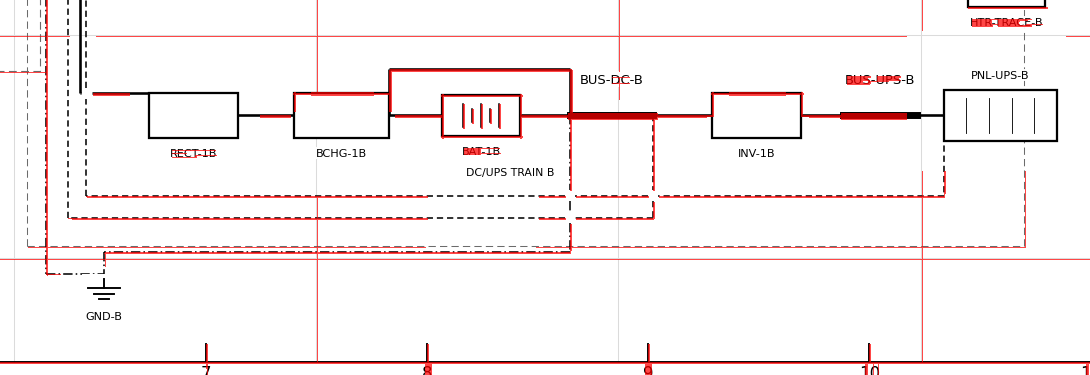 HTR-TRACE-B
PNL-UPS-B
BUS-DC-B
BUS-UPS-B
RECT-1B
BCHG-1B
BAT-1B
INV-1B
DC/UPS TRAIN B
GND-B
7 8 9 10